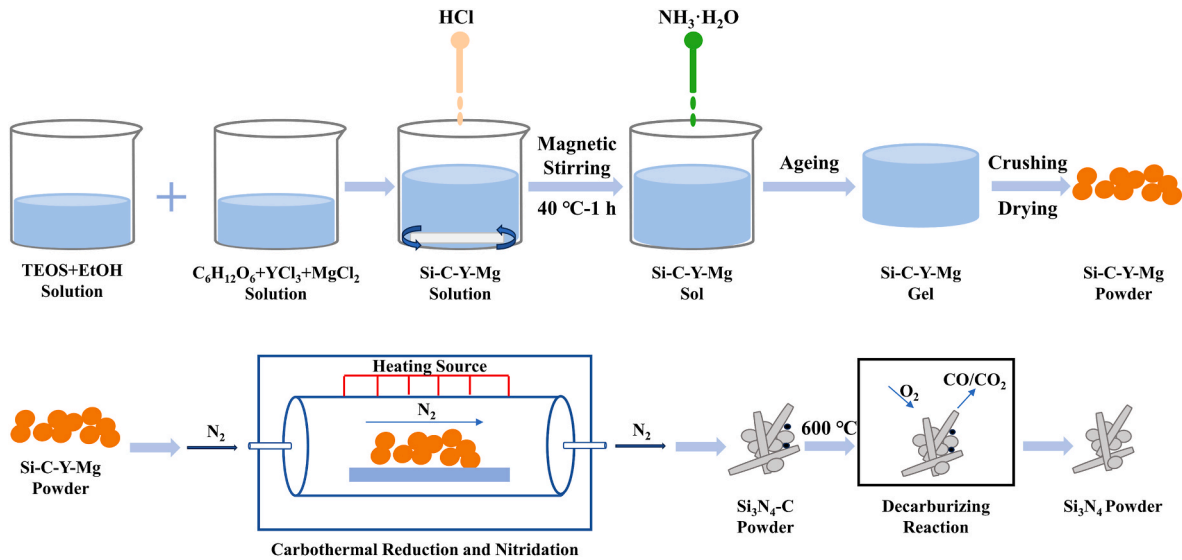 HCl
NH₃·H₂O
Magnetic
Stirring
40 ℃-1 h
Ageing
Crushing
Drying
TEOS+EtOH
Solution
C₆H₁₂O₆+YCl₃+MgCl₂
Solution
Si-C-Y-Mg
Solution
Si-C-Y-Mg
Sol
Si-C-Y-Mg
Gel
Si-C-Y-Mg
Powder
Heating Source
N₂
N₂
N₂
600 ℃
O₂
CO/CO₂
Si-C-Y-Mg
Powder
Carbothermal Reduction and Nitridation
Si₃N₄-C
Powder
Decarburizing
Reaction
Si₃N₄ Powder